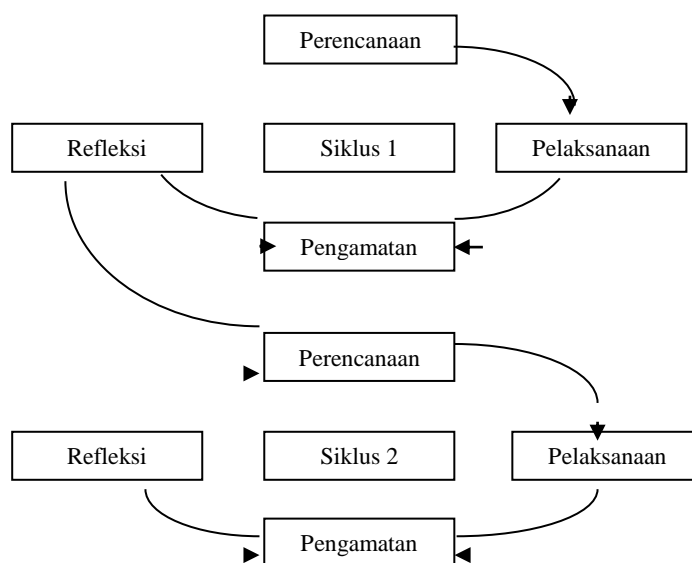 Perencanaan
Refleksi
Siklus 1
Pelaksanaan
Pengamatan
Perencanaan
Refleksi
Siklus 2
Pelaksanaan
Pengamatan